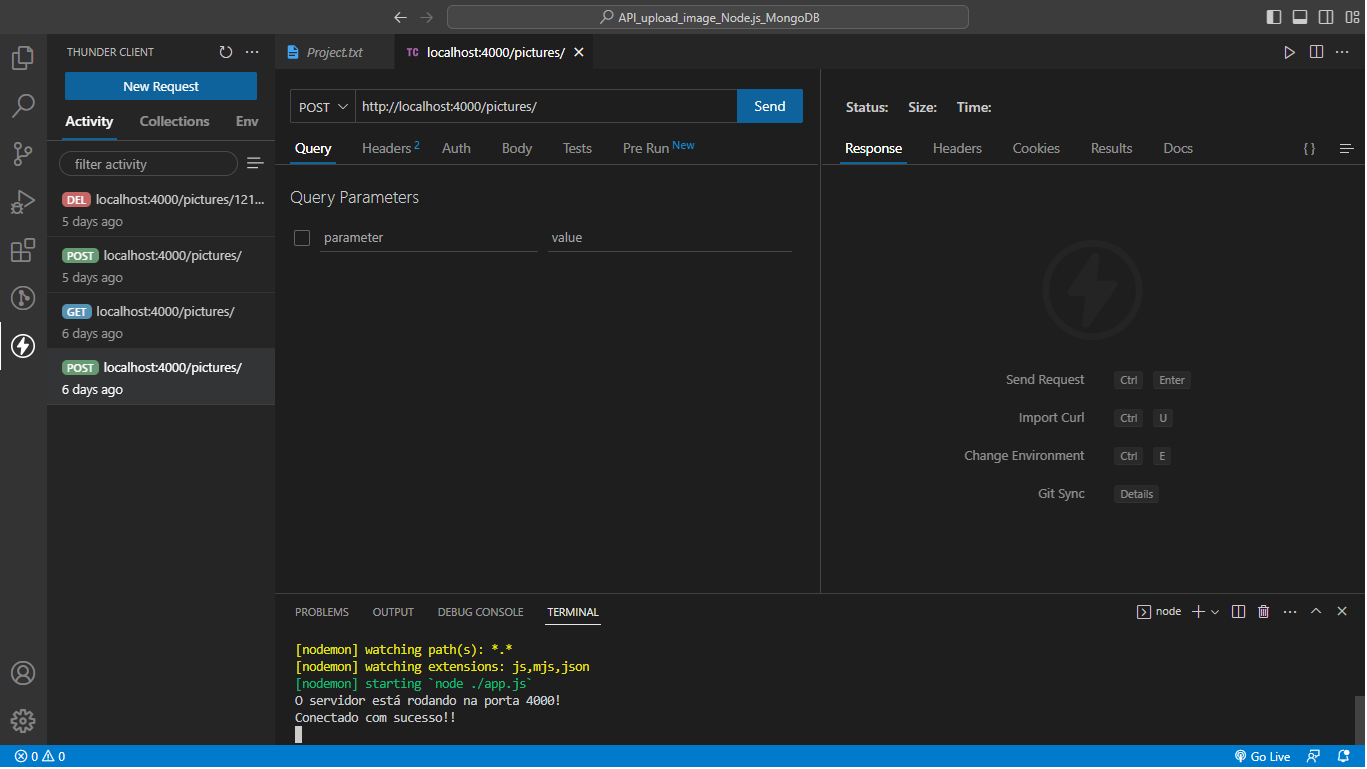 API_upload_image_Node.js_MongoDB
THUNDER CLIENT
New Request
Activity Collections Env
filter activity
DEL localhost:4000/pictures/121...
5 days ago
POST localhost:4000/pictures/
5 days ago
GET localhost:4000/pictures/
6 days ago
POST localhost:4000/pictures/
6 days ago
Project.txt
TC localhost:4000/pictures/
POST http://localhost:4000/pictures/ Send
Query Headers 2 Auth Body Tests Pre Run New
Query Parameters
parameter value
Status: Size: Time:
Response Headers Cookies Results Docs { }
Send Request Ctrl Enter
Import Curl Ctrl U
Change Environment Ctrl E
Git Sync Details
PROBLEMS OUTPUT DEBUG CONSOLE TERMINAL
node
[nodemon] watching path(s): *.*
[nodemon] watching extensions: js,mjs,json
[nodemon] starting `node ./app.js`
O servidor está rodando na porta 4000!
Conectado com sucesso!!
0 0
Go Live